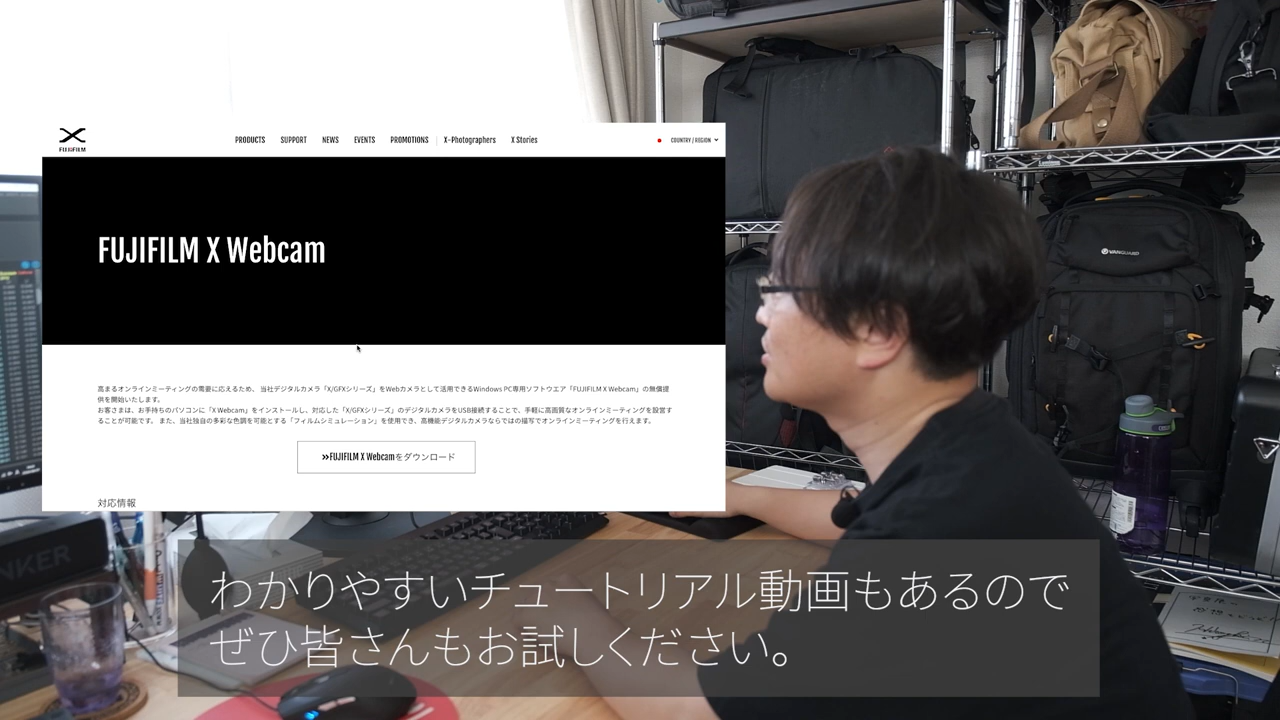 FUJIFILM
PRODUCTS SUPPORT NEWS EVENTS PROMOTIONS X-Photographers X Stories
COUNTRY / REGION
FUJIFILM X Webcam
高まるオンラインミーティングの需要に応えるため、 当社デジタルカメラ「X/GFXシリーズ」をWebカメラとして活用できるWindows PC専用ソフトウエア「FUJIFILM X Webcam」の無償提
供を開始いたします。
お客さまは、お手持ちのパソコンに「X Webcam」をインストールし、対応した「X/GFXシリーズ」のデジタルカメラをUSB接続することで、手軽に高画質なオンラインミーティングを設置す
ることが可能です。 また、当社独自の多彩な色調を可能とする「フィルムシミュレーション」を使用でき、高機能デジタルカメラならではの描写でオンラインミーティングを行えます。
FUJIFILM X Webcamをダウンロード
対応情報
VANGUARD
NKER
わかりやすいチュートリアル動画もあるので
ぜひ皆さんもお試しください。